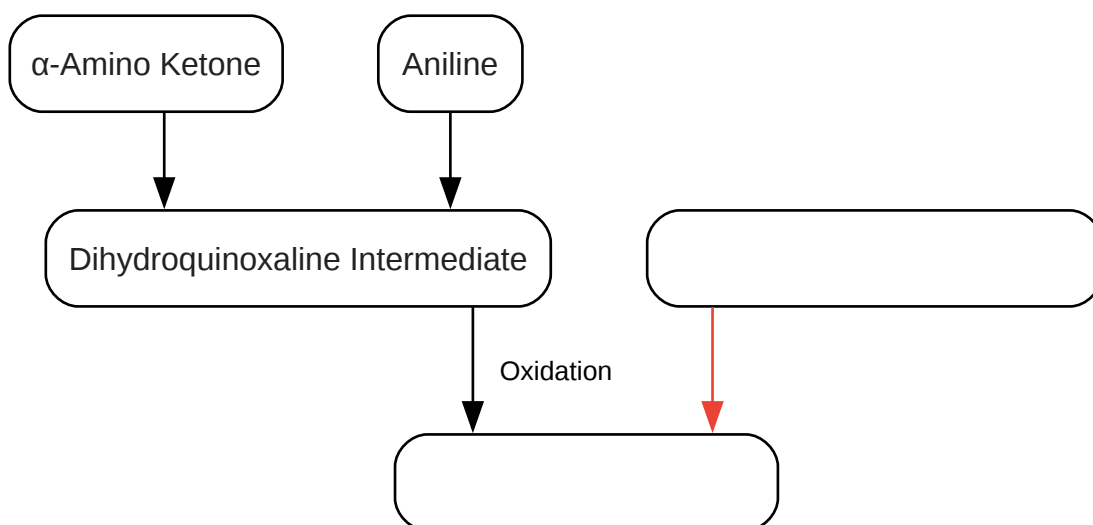 α-Amino Ketone
Aniline
Dihydroquinoxaline Intermediate
Oxidation